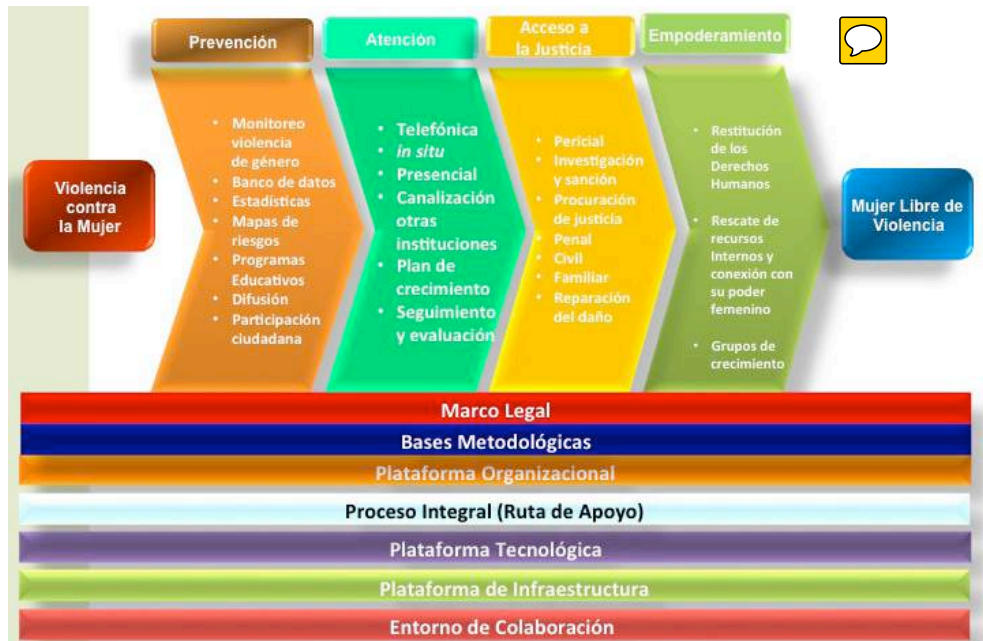 Prevención
Atención
Acceso a
la Justicia
Empoderamiento
Violencia
contra
la Mujer
• Monitoreo
violencia
de género
• Banco de datos
• Estadísticas
• Mapas de
riesgos
• Programas
Educativos
• Difusión
• Participación
ciudadana
• Telefónica
• in situ
• Presencial
• Canalización
otras
instituciones
• Plan de
crecimiento
• Seguimiento
y evaluación
• Pericial
• Investigación
y sanción
• Procuración
de justicia
• Penal
• Civil
• Familiar
• Reparación
del daño
• Restitución
de los
Derechos
Humanos
• Rescate de
recursos
Internos y
conexión con
su poder
femenino
• Grupos de
crecimiento
Mujer Libre de
Violencia
Marco Legal
Bases Metodológicas
Plataforma Organizacional
Proceso Integral (Ruta de Apoyo)
Plataforma Tecnológica
Plataforma de Infraestructura
Entorno de Colaboración